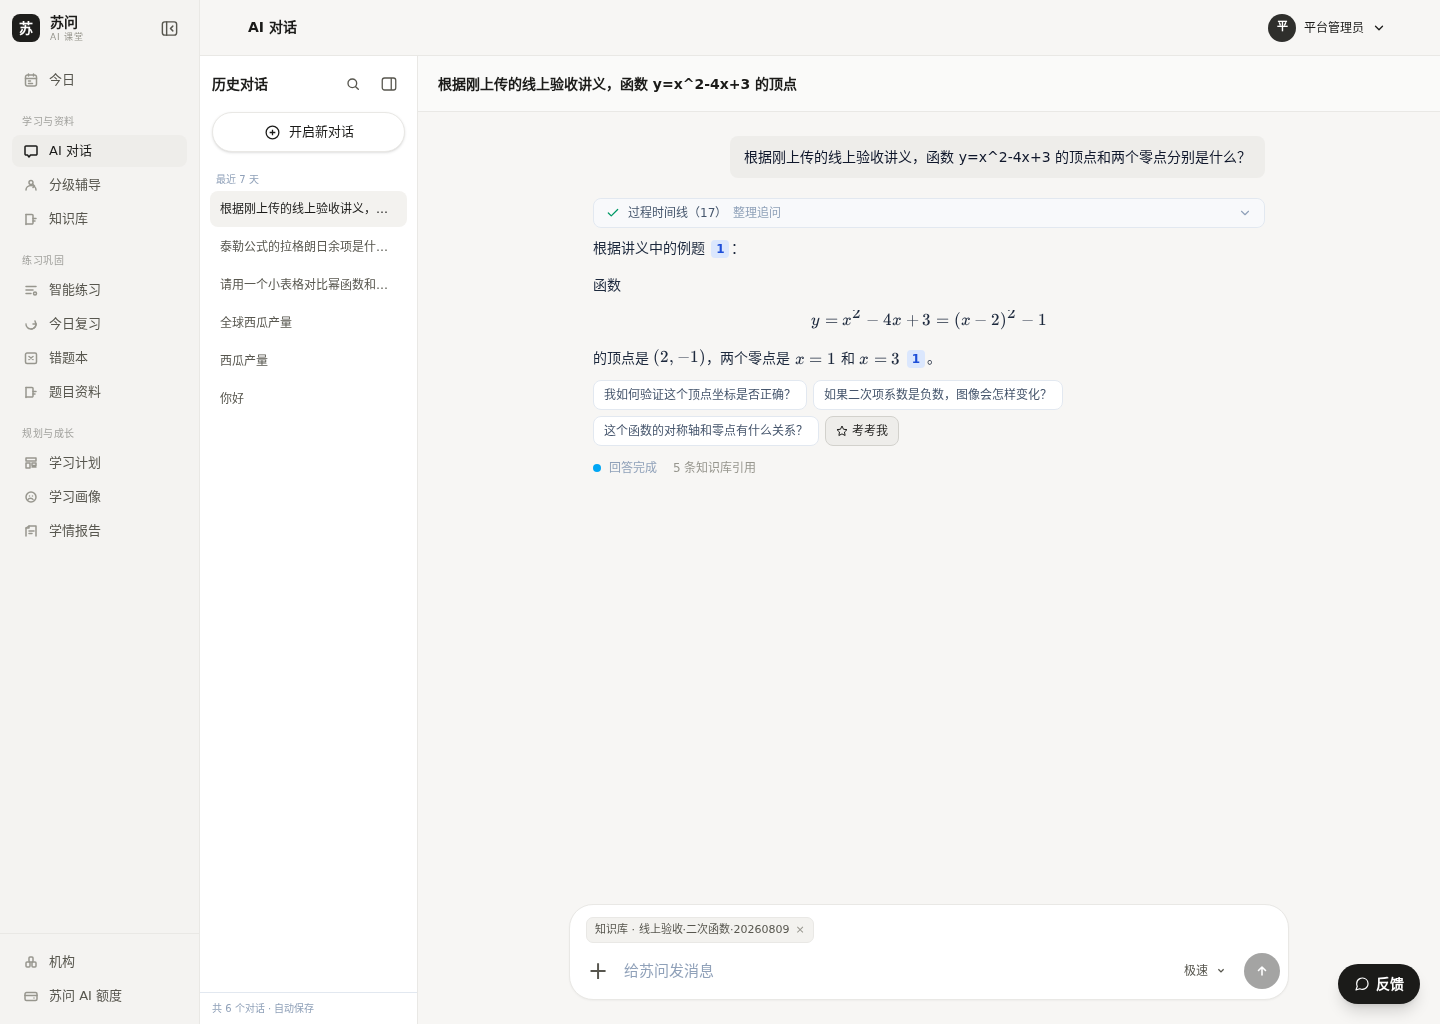 苏
苏问
AI 课堂
今日
学习与资料
AI 对话
分级辅导
知识库
练习巩固
智能练习
今日复习
错题本
题目资料
规划与成长
学习计划
学习画像
学情报告
机构
苏问 AI 额度
AI 对话
平
平台管理员
历史对话
开启新对话
最近 7 天
根据刚上传的线上验收讲义，…
泰勒公式的拉格朗日余项是什…
请用一个小表格对比幂函数和…
全球西瓜产量
西瓜产量
你好
共 6 个对话 · 自动保存
根据刚上传的线上验收讲义，函数 y=x^2-4x+3 的顶点
根据刚上传的线上验收讲义，函数 y=x^2-4x+3 的顶点和两个零点分别是什么？
过程时间线（17） 整理追问
根据讲义中的例题 1：
函数
y = x² − 4x + 3 = (x − 2)² − 1
的顶点是 (2, −1)，两个零点是 x = 1 和 x = 3 1。
我如何验证这个顶点坐标是否正确？ 如果二次项系数是负数，图像会怎样变化？
这个函数的对称轴和零点有什么关系？ 考考我
回答完成 5 条知识库引用
知识库 · 线上验收·二次函数·20260809 ×
给苏问发消息
极速
反馈